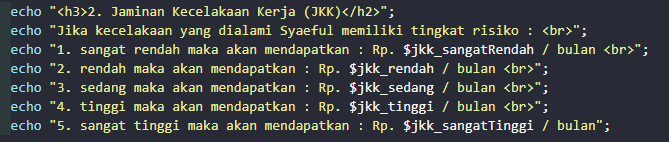 echo "<h3>2. Jaminan Kecelakaan Kerja (JKK)</h2>";
echo "Jika kecelakaan yang dialami Syaeful memiliki tingkat risiko : <br>";
echo "1. sangat rendah maka akan mendapatkan : Rp. $jkk_sangatRendah / bulan <br>";
echo "2. rendah maka akan mendapatkan : Rp. $jkk_rendah / bulan <br>";
echo "3. sedang maka akan mendapatkan : Rp. $jkk_sedang / bulan <br>";
echo "4. tinggi maka akan mendapatkan : Rp. $jkk_tinggi / bulan <br>";
echo "5. sangat tinggi maka akan mendapatkan : Rp. $jkk_sangatTinggi / bulan";